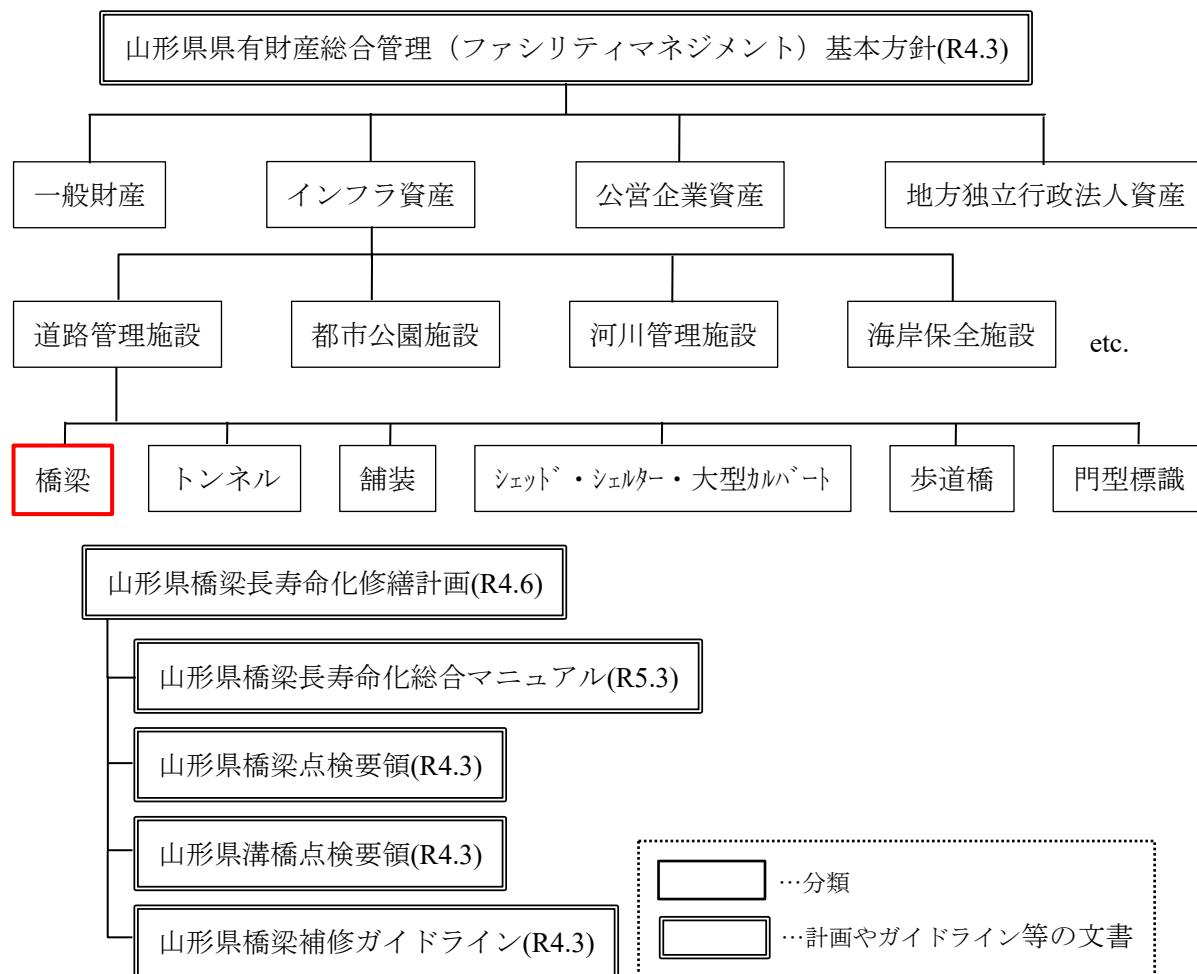 山形県県有財産総合管理（ファシリティマネジメント）基本方針(R4.3)
一般財産
インフラ資産
公営企業資産
地方独立行政法人資産
道路管理施設
都市公園施設
河川管理施設
海岸保全施設
etc.
橋梁
トンネル
舗装
ｼｪｯﾄﾞ・ｼｪﾙﾀｰ・大型ｶﾙﾊﾞｰﾄ
歩道橋
門型標識
山形県橋梁長寿命化修繕計画(R4.6)
山形県橋梁長寿命化総合マニュアル(R5.3)
山形県橋梁点検要領(R4.3)
山形県溝橋点検要領(R4.3)
山形県橋梁補修ガイドライン(R4.3)
…分類
…計画やガイドライン等の文書